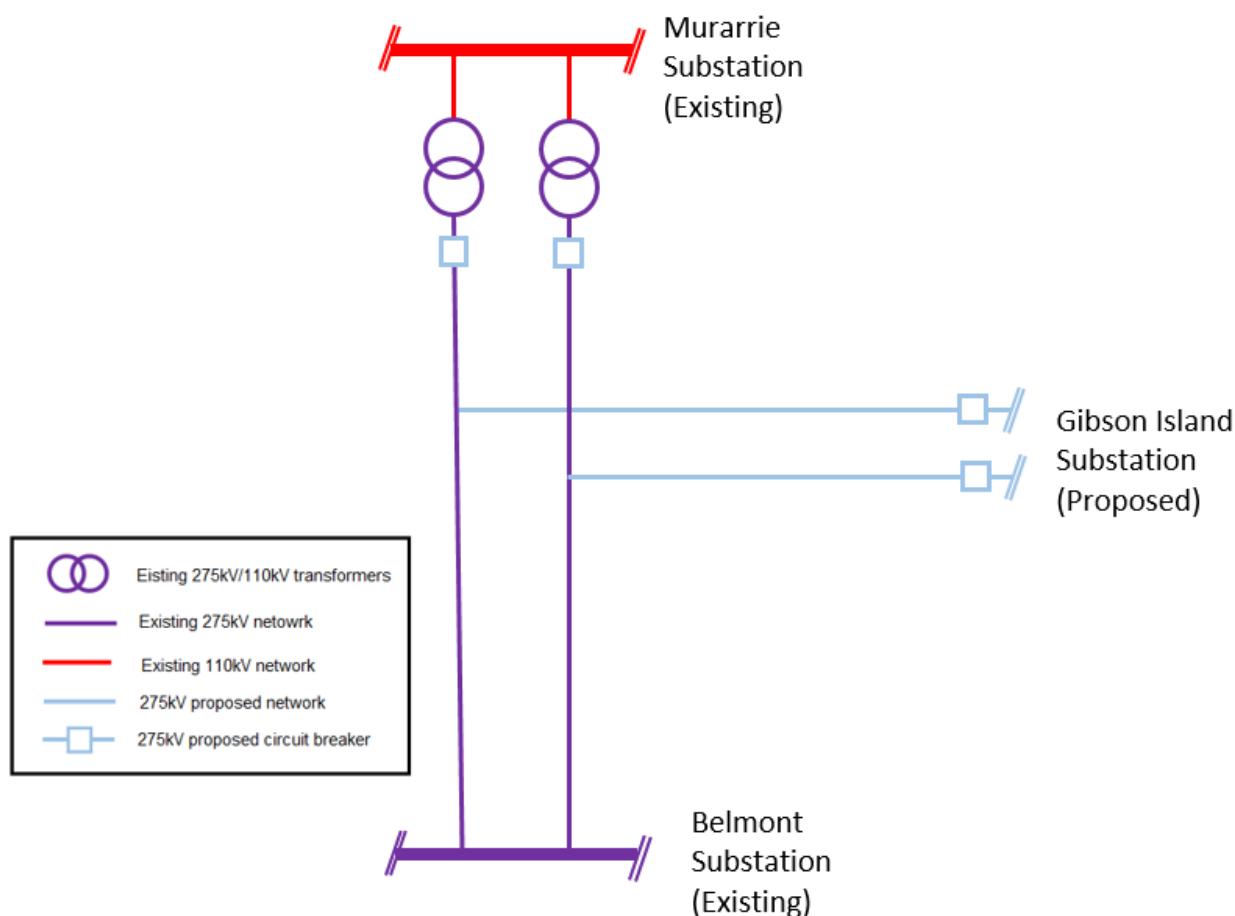 Murarrie
Substation
(Existing)
Gibson Island
Substation
(Proposed)
Eisting 275kV/110kV transformers
Existing 275kV netowrk
Existing 110kV network
275kV proposed network
275kV proposed circuit breaker
Belmont
Substation
(Existing)